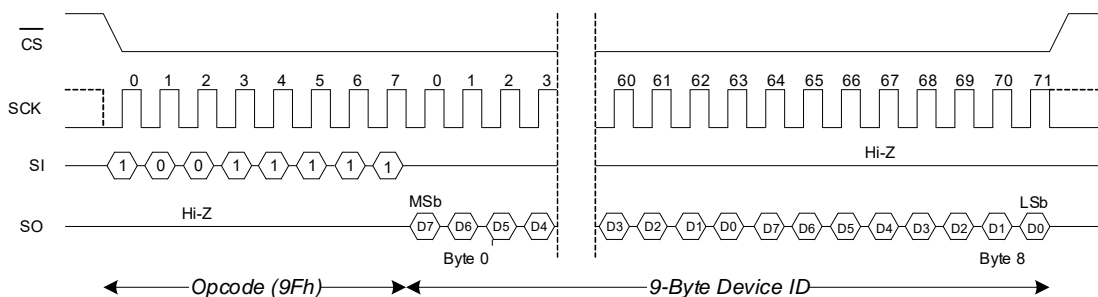 CS
0 1 2 3 4 5 6 7 0 1 2 3 60 61 62 63 64 65 66 67 68 69 70 71
SCK
Hi-Z
SI 1 0 0 1 1 1 1 1
MSb LSb
Hi-Z
SO D7 D6 D5 D4 D3 D2 D1 D0 D7 D6 D5 D4 D3 D2 D1 D0
Byte 0 Byte 8
Opcode (9Fh) 9-Byte Device ID